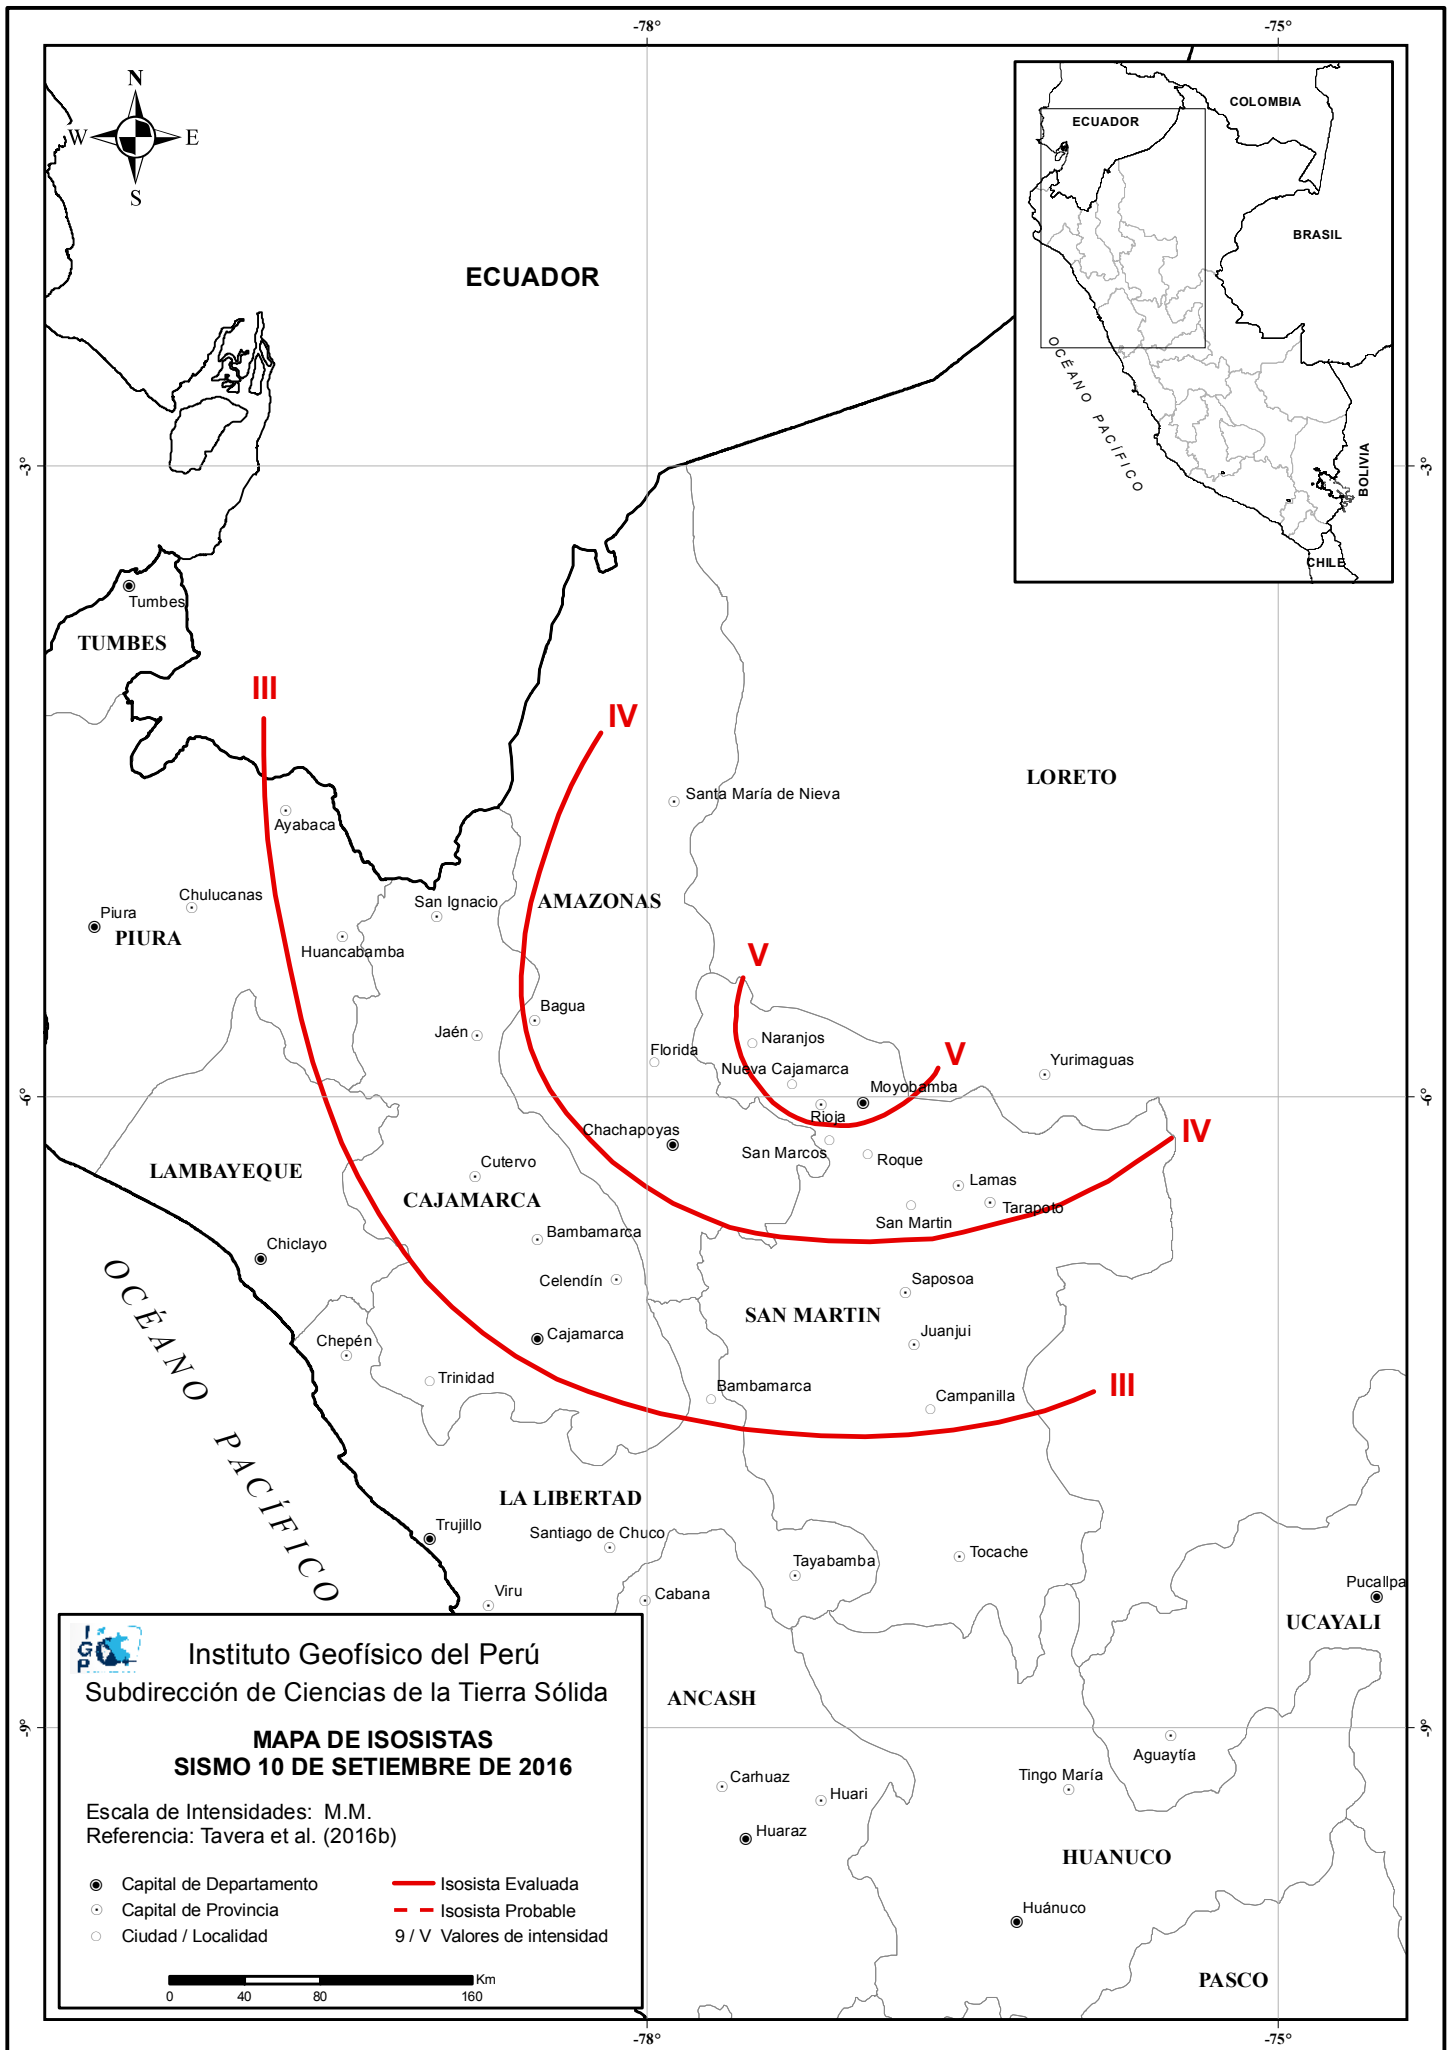 -78°
-75°
N
W
E
S
COLOMBIA
ECUADOR
BRASIL
OCÉANO PACÍFICO
BOLIVIA
CHILE
ECUADOR
-3°
-3°
Tumbes
TUMBES
III
IV
LORETO
Santa María de Nieva
Ayabaca
Chulucanas
San Ignacio
AMAZONAS
Piura
PIURA
Huancabamba
V
Bagua
Jaén
Naranjos
Florida
V
Yurimaguas
Nueva Cajamarca
Moyobamba
-6°
-6°
Rioja
Chachapoyas
IV
San Marcos
Roque
LAMBAYEQUE
Cutervo
Lamas
CAJAMARCA
Tarapoto
San Martin
Bambamarca
Chiclayo
Celendín
Saposoa
SAN MARTIN
OCÉANO PACÍFICO
Cajamarca
Juanjui
Chepén
Trinidad
Bambamarca
III
Campanilla
LA LIBERTAD
Trujillo
Santiago de Chuco
Tocache
Tayabamba
Viru
Cabana
Pucallpa
UCAYALI
IGP
Instituto Geofísico del Perú
Subdirección de Ciencias de la Tierra Sólida
ANCASH
MAPA DE ISOSISTAS
SISMO 10 DE SETIEMBRE DE 2016
-9°
-9°
Aguaytía
Carhuaz
Tingo María
Huari
Escala de Intensidades: M.M.
Referencia: Tavera et al. (2016b)
Huaraz
HUANUCO
Capital de Departamento
Isosista Evaluada
Capital de Provincia
Isosista Probable
Ciudad / Localidad
9 / V Valores de intensidad
Huánuco
PASCO
Km
0 40 80 160
-78°
-75°